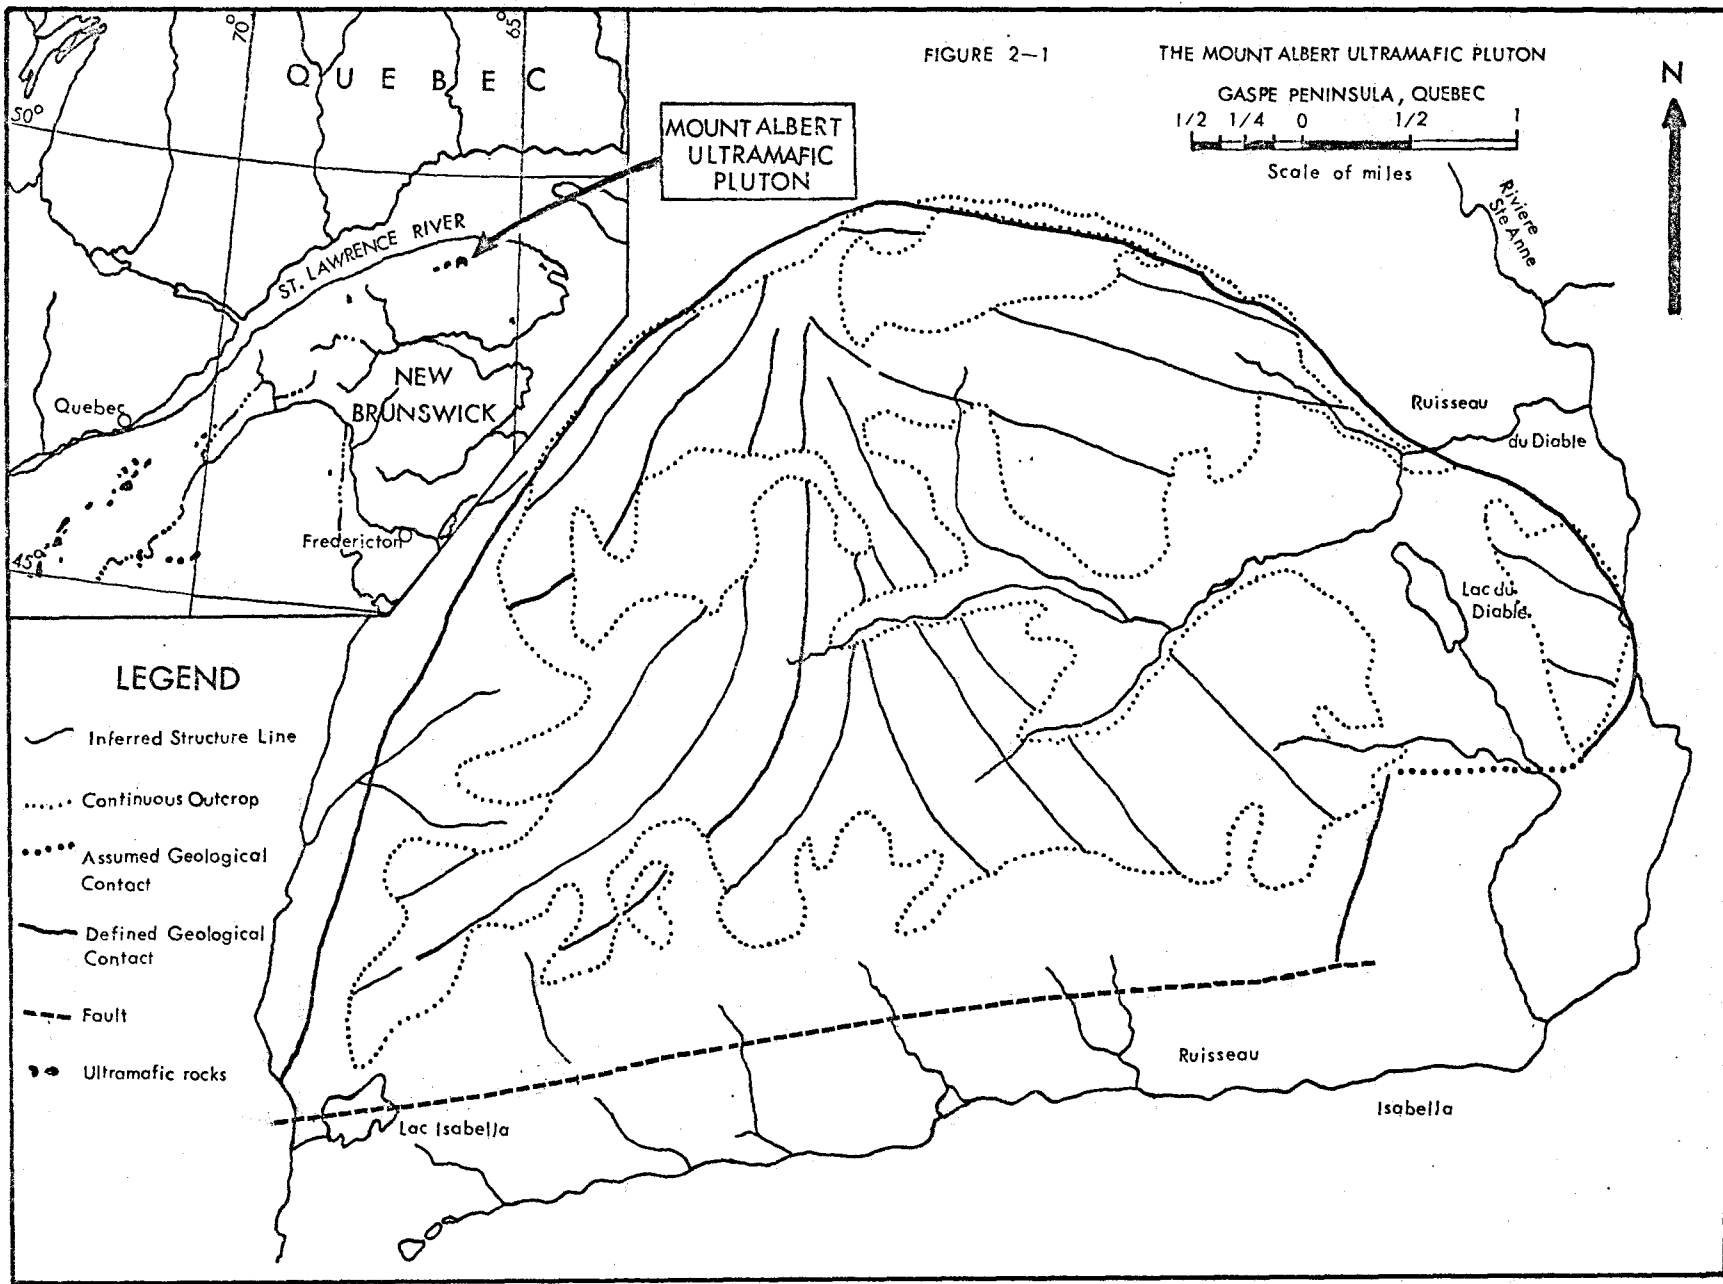 FIGURE 2-1
THE MOUNT ALBERT ULTRAMAFIC PLUTON
GASPE PENINSULA, QUEBEC
1/2 1/4 0 1/2 1
Scale of miles
N
70°
65°
50°
45°
QUEBEC
MOUNT ALBERT
ULTRAMAFIC
PLUTON
ST. LAWRENCE RIVER
NEW
BRUNSWICK
Quebec
Fredericton
Riviere
Ste Anne
Ruisseau
du Diable
Lac du
Diable
LEGEND
Inferred Structure Line
Continuous Outcrop
Assumed Geological
Contact
Defined Geological
Contact
Fault
Ultramafic rocks
Lac Isabella
Ruisseau
Isabella